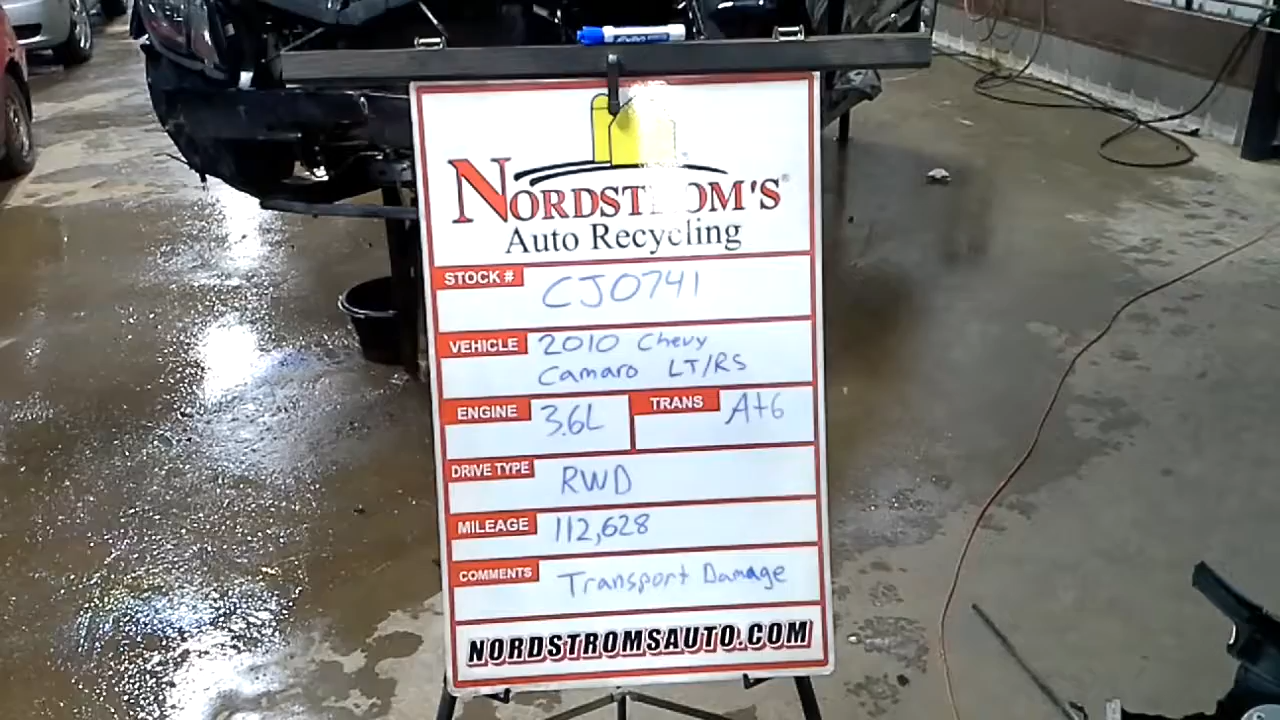 NORDSTROM'S®
Auto Recycling
STOCK # CJ0741
VEHICLE 2010 Chevy
Camaro LT/RS
ENGINE 3.6L TRANS At6
DRIVE TYPE RWD
MILEAGE 112,628
COMMENTS Transport Damage
NORDSTROMSAUTO.COM